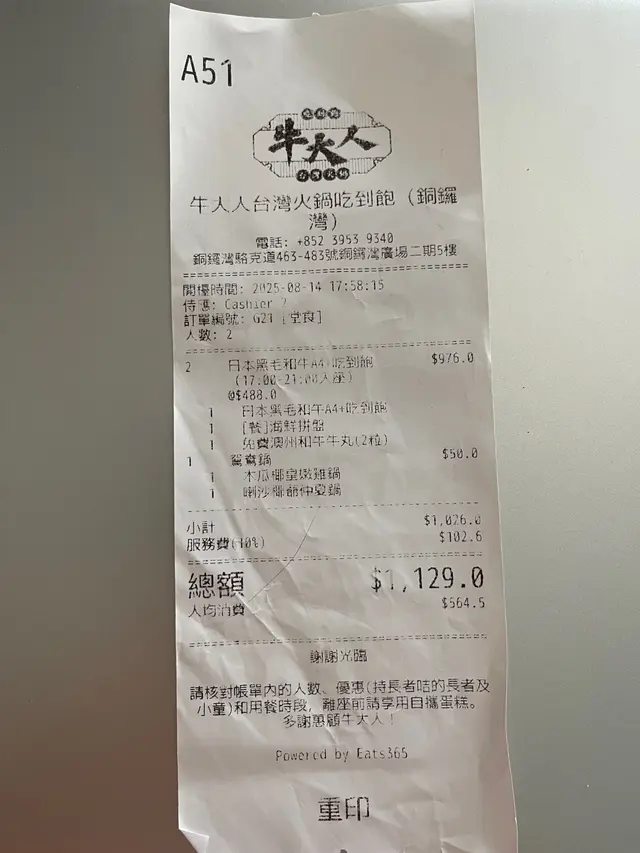 A51
牛大人
台灣火鍋
牛大人台灣火鍋吃到飽 (銅鑼
灣)
電話: +852 3953 9340
銅鑼灣駱克道463-483號銅鑼灣廣場二期5樓
開檯時間: 2025-08-14 17:58:15
侍應: Cashier 7
訂單編號: G21 [堂食]
人數: 2
2 日本黑毛和牛A4+吃到飽 $976.0
(17:00-21:00入座)
@$488.0
1 日本黑毛和牛A4+吃到飽
1 [餐]海鮮拼盤
1 免費澳州和牛牛丸(2粒)
1 鴛鴦鍋 $50.0
1 木瓜椰皇嫩雞鍋
1 喇沙椰
小計 $1,026.0
服務費(10%) $102.6
總額 $1,129.0
人均消費 $564.5
謝謝光臨
請核對帳單內的人數、優惠(持長者咭的長者及
小童)和用餐時段, 離座前請享用自攜蛋糕。
多謝惠顧牛大人!
Powered by Eats365
重印